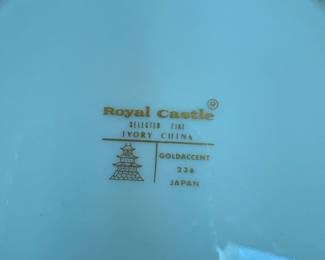 Royal Castle ®
SELECTED FINE
IVORY CHINA
GOLDACCENT
236
JAPAN